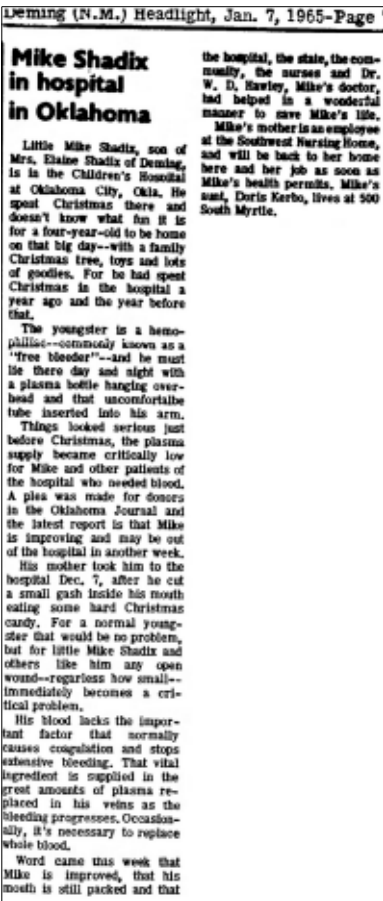 Deming (N.M.) Headlight, Jan. 7, 1965-Page
Mike Shadix
in hospital
in Oklahoma
Little Mike Shadix, son of
Mrs. Elaine Shadix of Deming,
is in the Children's Hospital
at Oklahoma City, Okla. He
spent Christmas there and
doesn't know what fun it is
for a four-year-old to be home
on that big day--with a family
Christmas tree, toys and lots
of goodies. For he had spent
Christmas in the hospital a
year ago and the year before
that.
The youngster is a hemo-
philiac--commonly known as a
"free bleeder"--and he must
lie there day and night with
a plasma bottle hanging over-
head and that uncomfortalbe
tube inserted into his arm.
Things looked serious just
before Christmas, the plasma
supply became critically low
for Mike and other patients of
the hospital who needed blood.
A plea was made for donors
in the Oklahoma Journal and
the latest report is that Mike
is improving and may be out
of the hospital in another week.
His mother took him to the
hospital Dec. 7, after he cut
a small gash inside his mouth
eating some hard Christmas
candy. For a normal young-
ster that would be no problem,
but for little Mike Shadix and
others like him any open
wound--regarless how small--
immediately becomes a cri-
tical problem.
His blood lacks the impor-
tant factor that normally
causes coagulation and stops
extensive bleeding. That vital
ingredient is supplied in the
great amounts of plasma re-
placed in his veins as the
bleeding progresses. Occasion-
ally, it's necessary to replace
whole blood.
Word came this week that
Mike is improved, that his
mouth is still packed and that
the hospital, the state, the com-
munity, the nurses and Dr.
W. D. Hawley, Mike's doctor,
had helped in a wonderful
manner to save Mike's life.
Mike's mother is an employee
at the Southwest Nursing Home,
and will be back to her home
here and her job as soon as
Mike's health permits. Mike's
aunt, Doris Kerbo, lives at 500
South Myrtle.